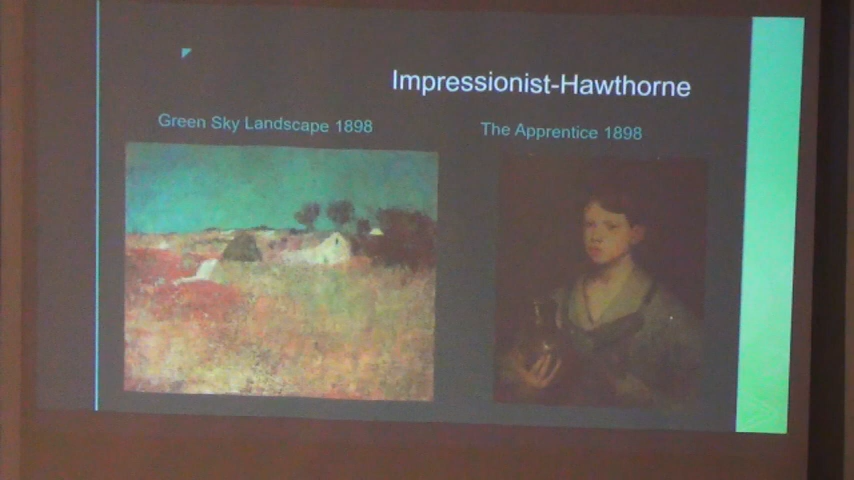 Impressionist-Hawthorne
Green Sky Landscape 1898
The Apprentice 1898